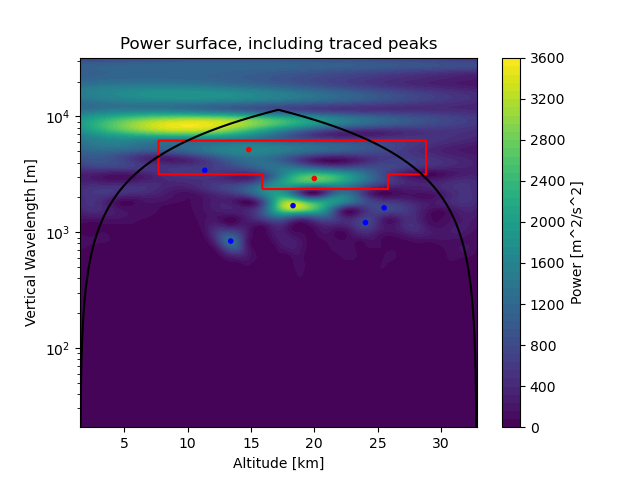 Power surface, including traced peaks
Vertical Wavelength [m]
10^4
10^3
10^2
5 10 15 20 25 30
Altitude [km]
3600
3200
2800
2400
2000
1600
1200
800
400
0
Power [m^2/s^2]